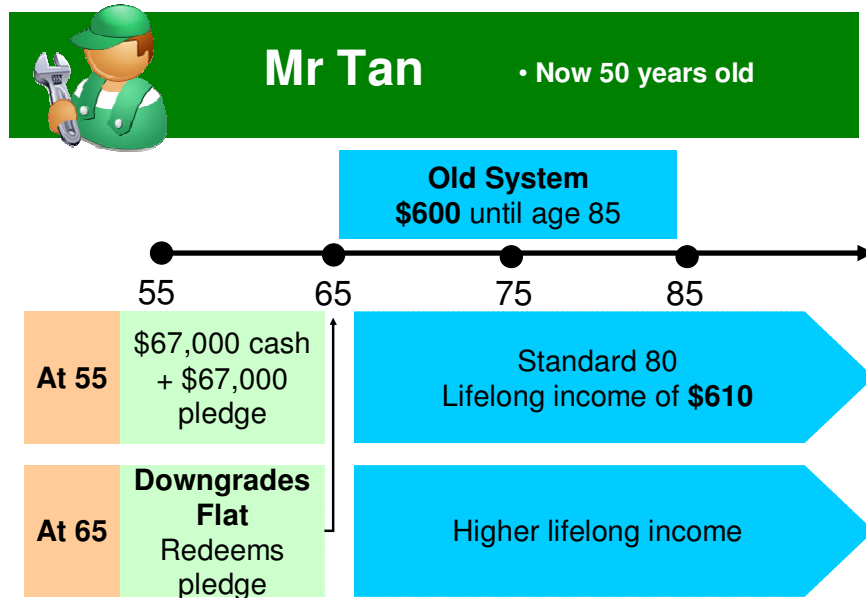 Mr Tan
• Now 50 years old
Old System
$600 until age 85
55
65
75
85
At 55
$67,000 cash
+ $67,000
pledge
Standard 80
Lifelong income of $610
At 65
Downgrades
Flat
Redeems
pledge
Higher lifelong income